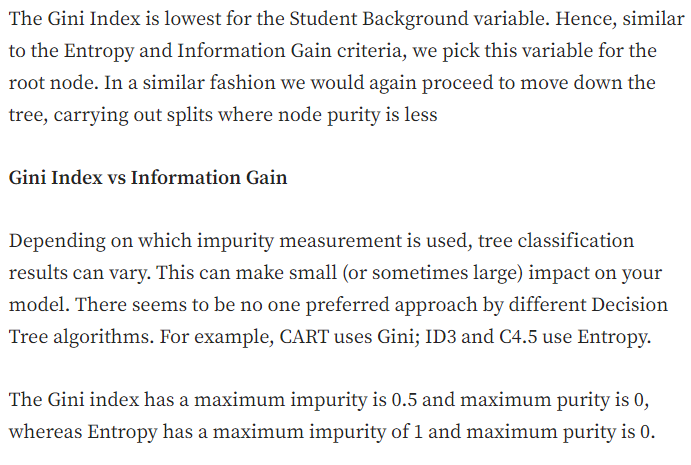 The Gini Index is lowest for the Student Background variable. Hence, similar
to the Entropy and Information Gain criteria, we pick this variable for the
root node. In a similar fashion we would again proceed to move down the
tree, carrying out splits where node purity is less
Gini Index vs Information Gain
Depending on which impurity measurement is used, tree classification
results can vary. This can make small (or sometimes large) impact on your
model. There seems to be no one preferred approach by different Decision
Tree algorithms. For example, CART uses Gini; ID3 and C4.5 use Entropy.
The Gini index has a maximum impurity is 0.5 and maximum purity is 0,
whereas Entropy has a maximum impurity of 1 and maximum purity is 0.